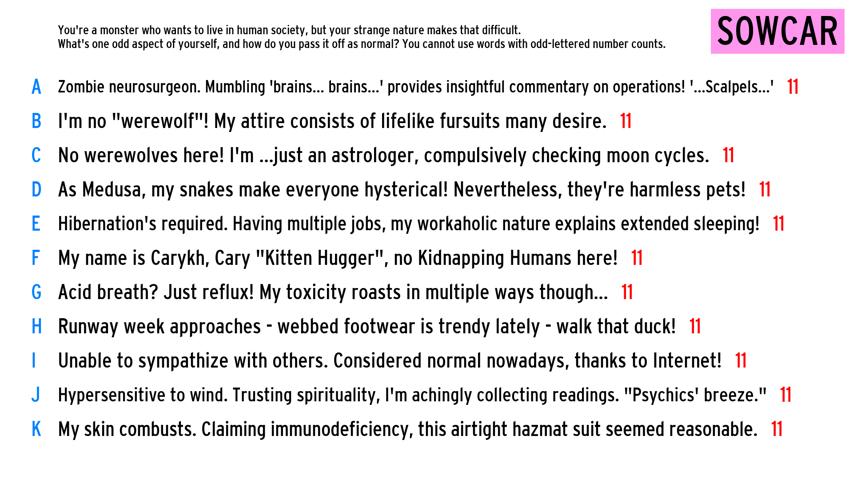 You're a monster who wants to live in human society, but your strange nature makes that difficult.
What's one odd aspect of yourself, and how do you pass it off as normal? You cannot use words with odd-lettered number counts.
SOWCAR
A Zombie neurosurgeon. Mumbling 'brains... brains...' provides insightful commentary on operations! '...Scalpels...' 11
B I'm no "werewolf"! My attire consists of lifelike fursuits many desire. 11
C No werewolves here! I'm ...just an astrologer, compulsively checking moon cycles. 11
D As Medusa, my snakes make everyone hysterical! Nevertheless, they're harmless pets! 11
E Hibernation's required. Having multiple jobs, my workaholic nature explains extended sleeping! 11
F My name is Carykh, Cary "Kitten Hugger", no Kidnapping Humans here! 11
G Acid breath? Just reflux! My toxicity roasts in multiple ways though... 11
H Runway week approaches - webbed footwear is trendy lately - walk that duck! 11
I Unable to sympathize with others. Considered normal nowadays, thanks to Internet! 11
J Hypersensitive to wind. Trusting spirituality, I'm achingly collecting readings. "Psychics' breeze." 11
K My skin combusts. Claiming immunodeficiency, this airtight hazmat suit seemed reasonable. 11